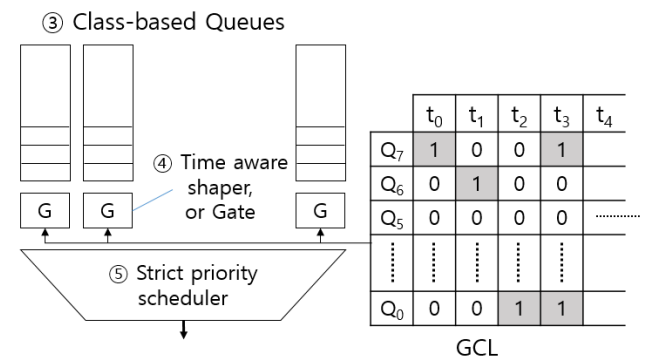 ③ Class-based Queues
④ Time aware
shaper,
or Gate
G G G
⑤ Strict priority
scheduler
t0 t1 t2 t3 t4
Q7 1 0 0 1
Q6 0 1 0 0
Q5 0 0 0 0
Q0 0 0 1 1
GCL